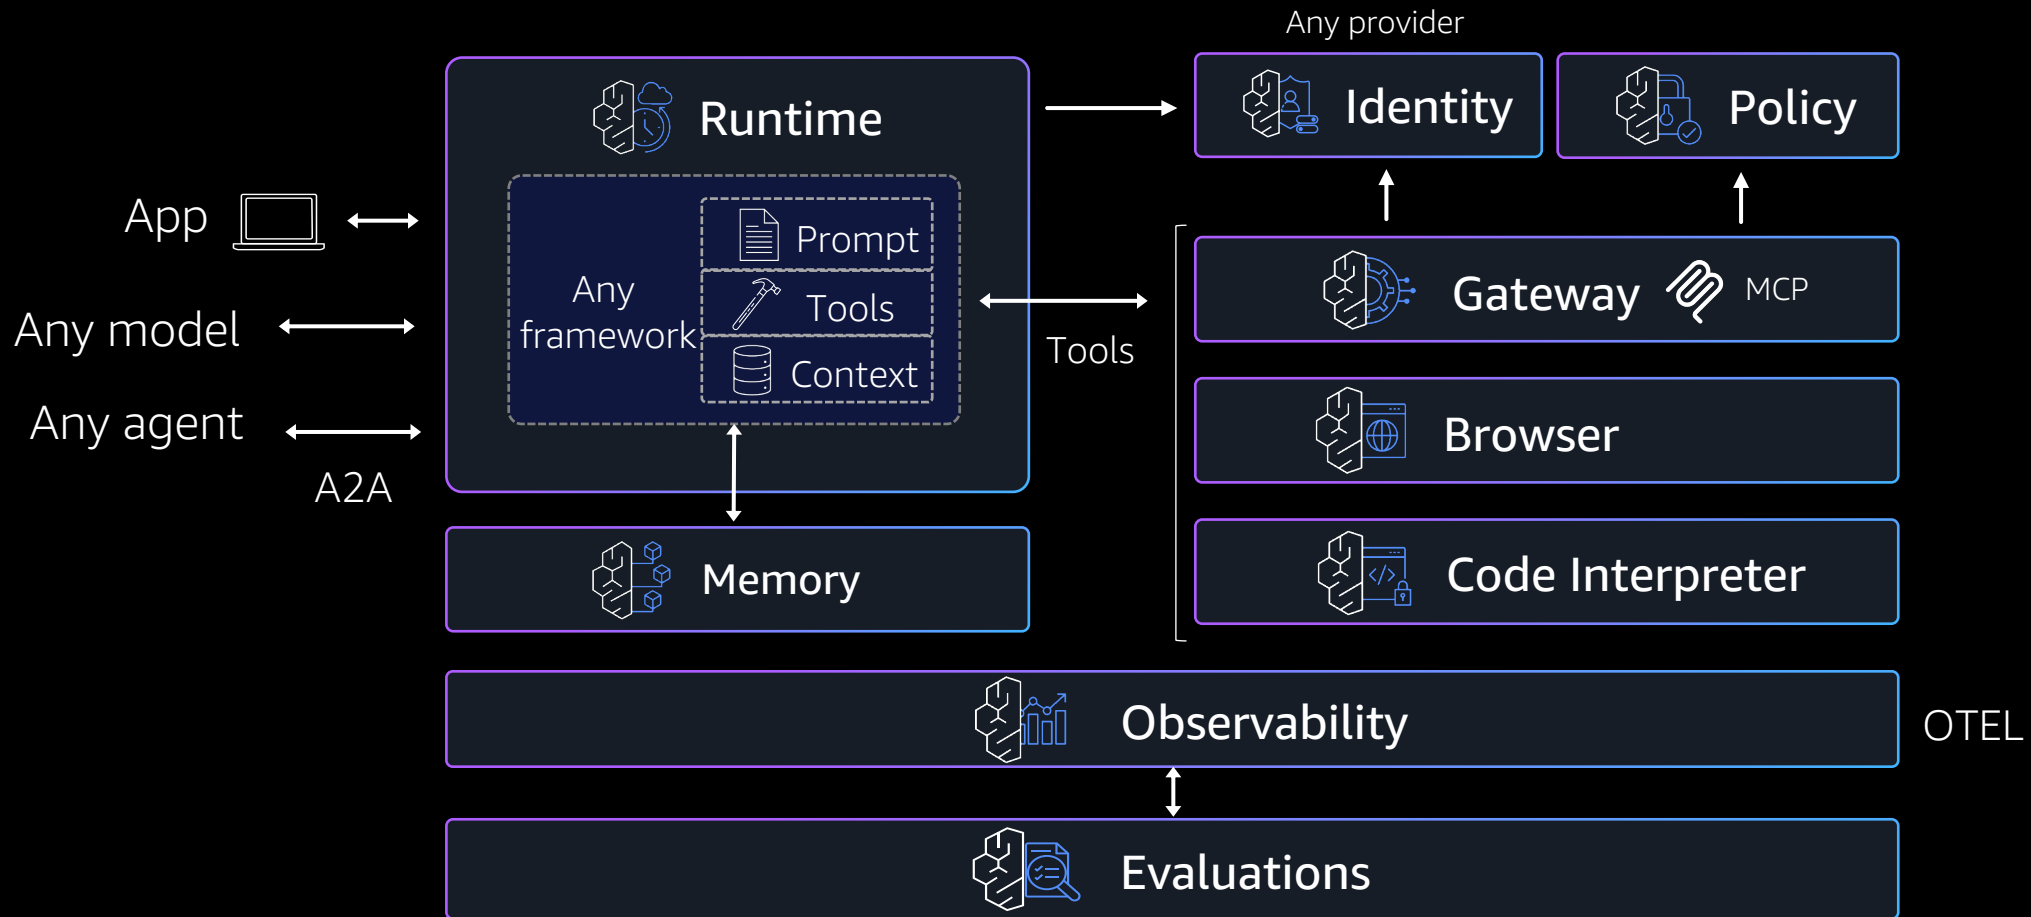 Any provider
Runtime
Identity
Policy
App
Prompt
Any
framework
Tools
Context
Any model
Any agent
A2A
Tools
Gateway
MCP
Browser
Code Interpreter
Memory
Observability
OTEL
Evaluations